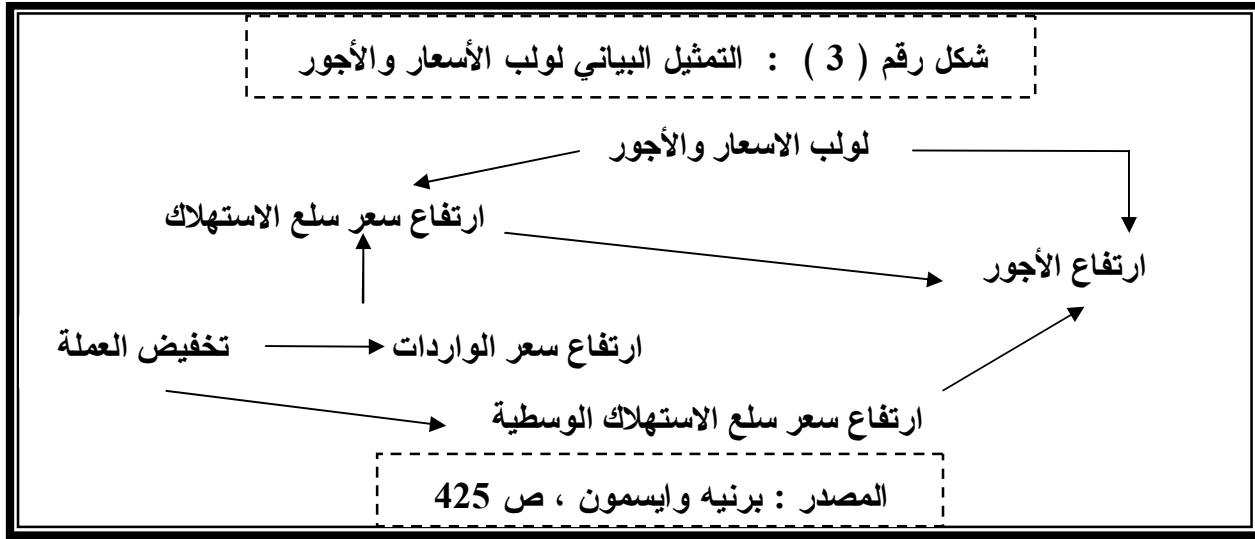 شكل رقم ( 3 ) : التمثيل البياني لولب الأسعار والأجور
لولب الاسعار والأجور
ارتفاع سعر سلع الاستهلاك
ارتفاع الأجور
ارتفاع سعر الواردات
تخفيض العملة
ارتفاع سعر سلع الاستهلاك الوسطية
المصدر : برنيه وايسمون ، ص 425